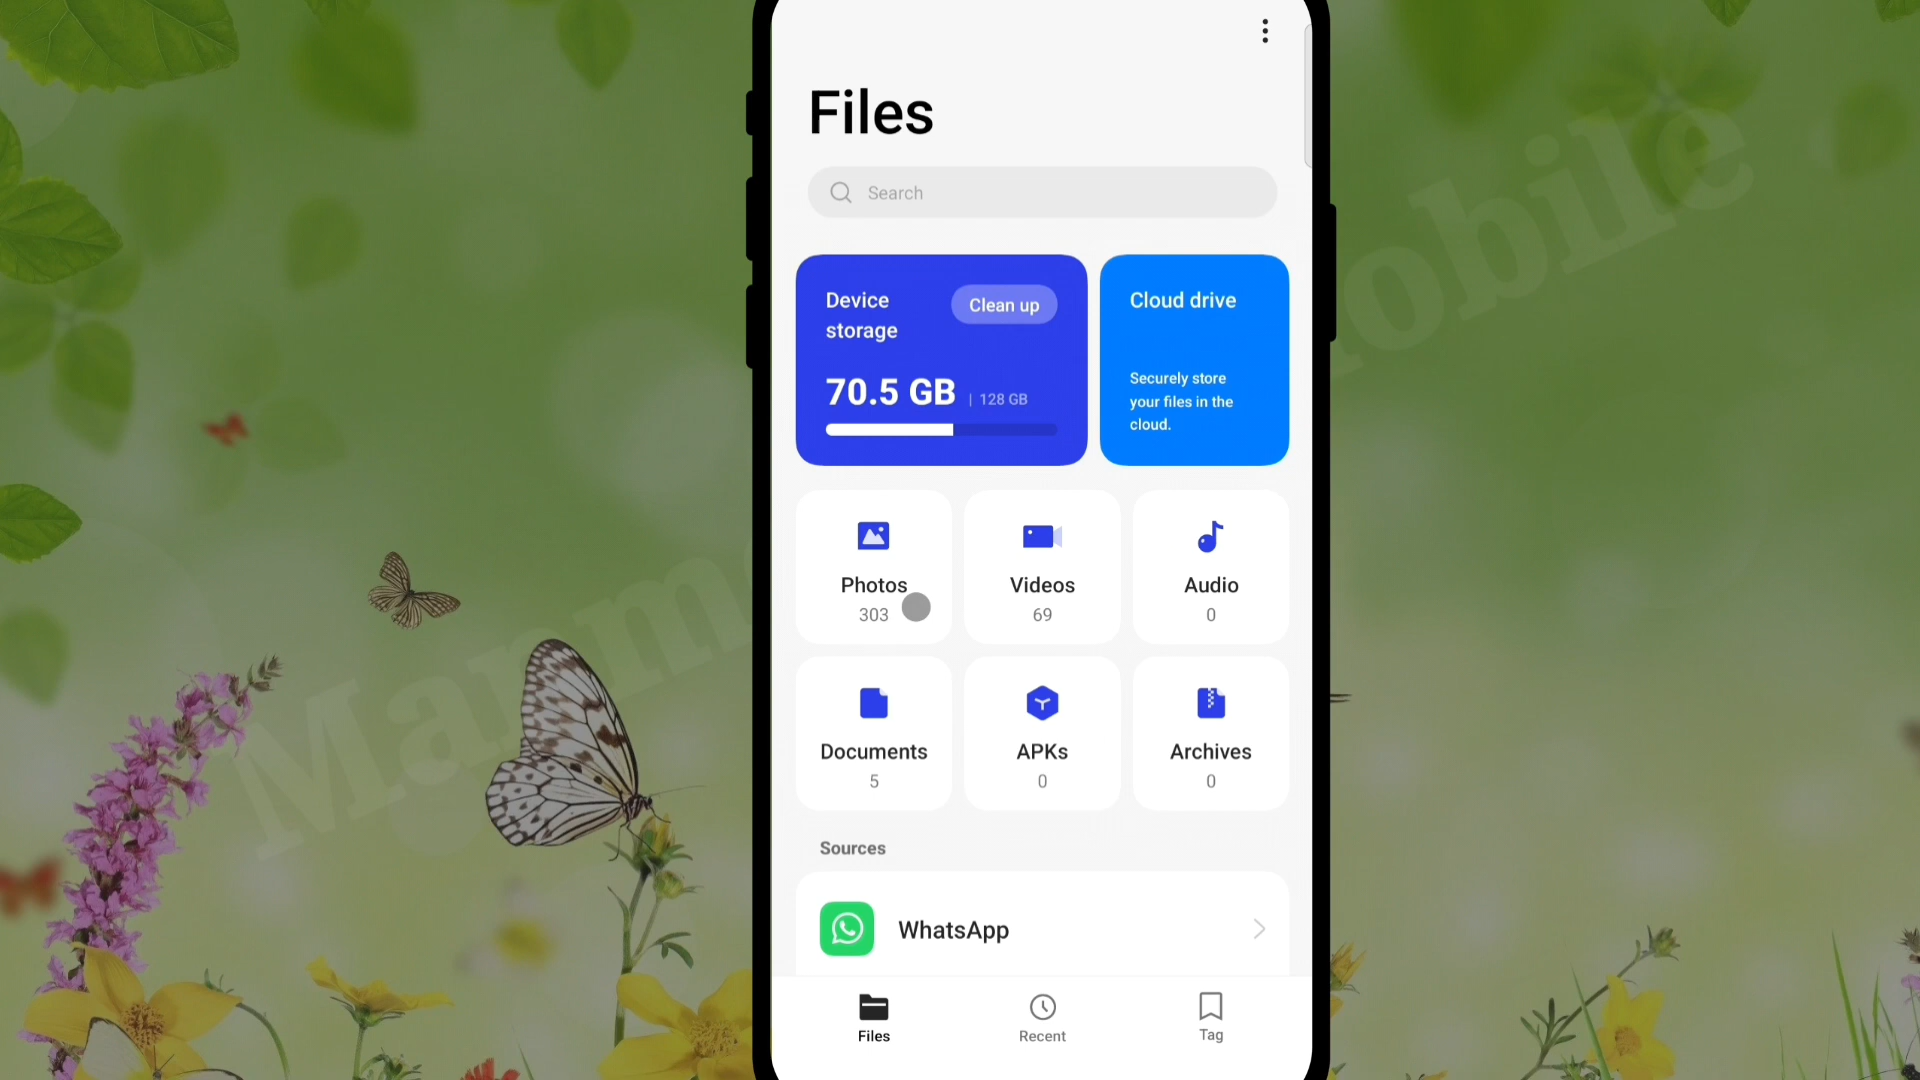 Files
Search
Device
storage
Clean up
70.5 GB | 128 GB
Cloud drive
Securely store
your files in the
cloud.
Photos
303
Videos
69
Audio
0
Documents
5
APKs
0
Archives
0
Sources
WhatsApp
Files
Recent
Tag